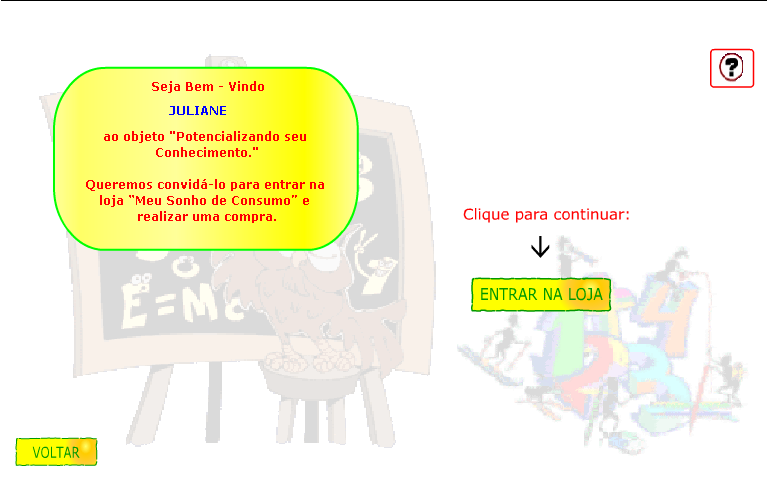 Seja Bem - Vindo
JULIANE
ao objeto "Potencializando seu
Conhecimento."
Queremos convidá-lo para entrar na
loja "Meu Sonho de Consumo" e
realizar uma compra.
?
Clique para continuar:
ENTRAR NA LOJA
E=Mc
VOLTAR